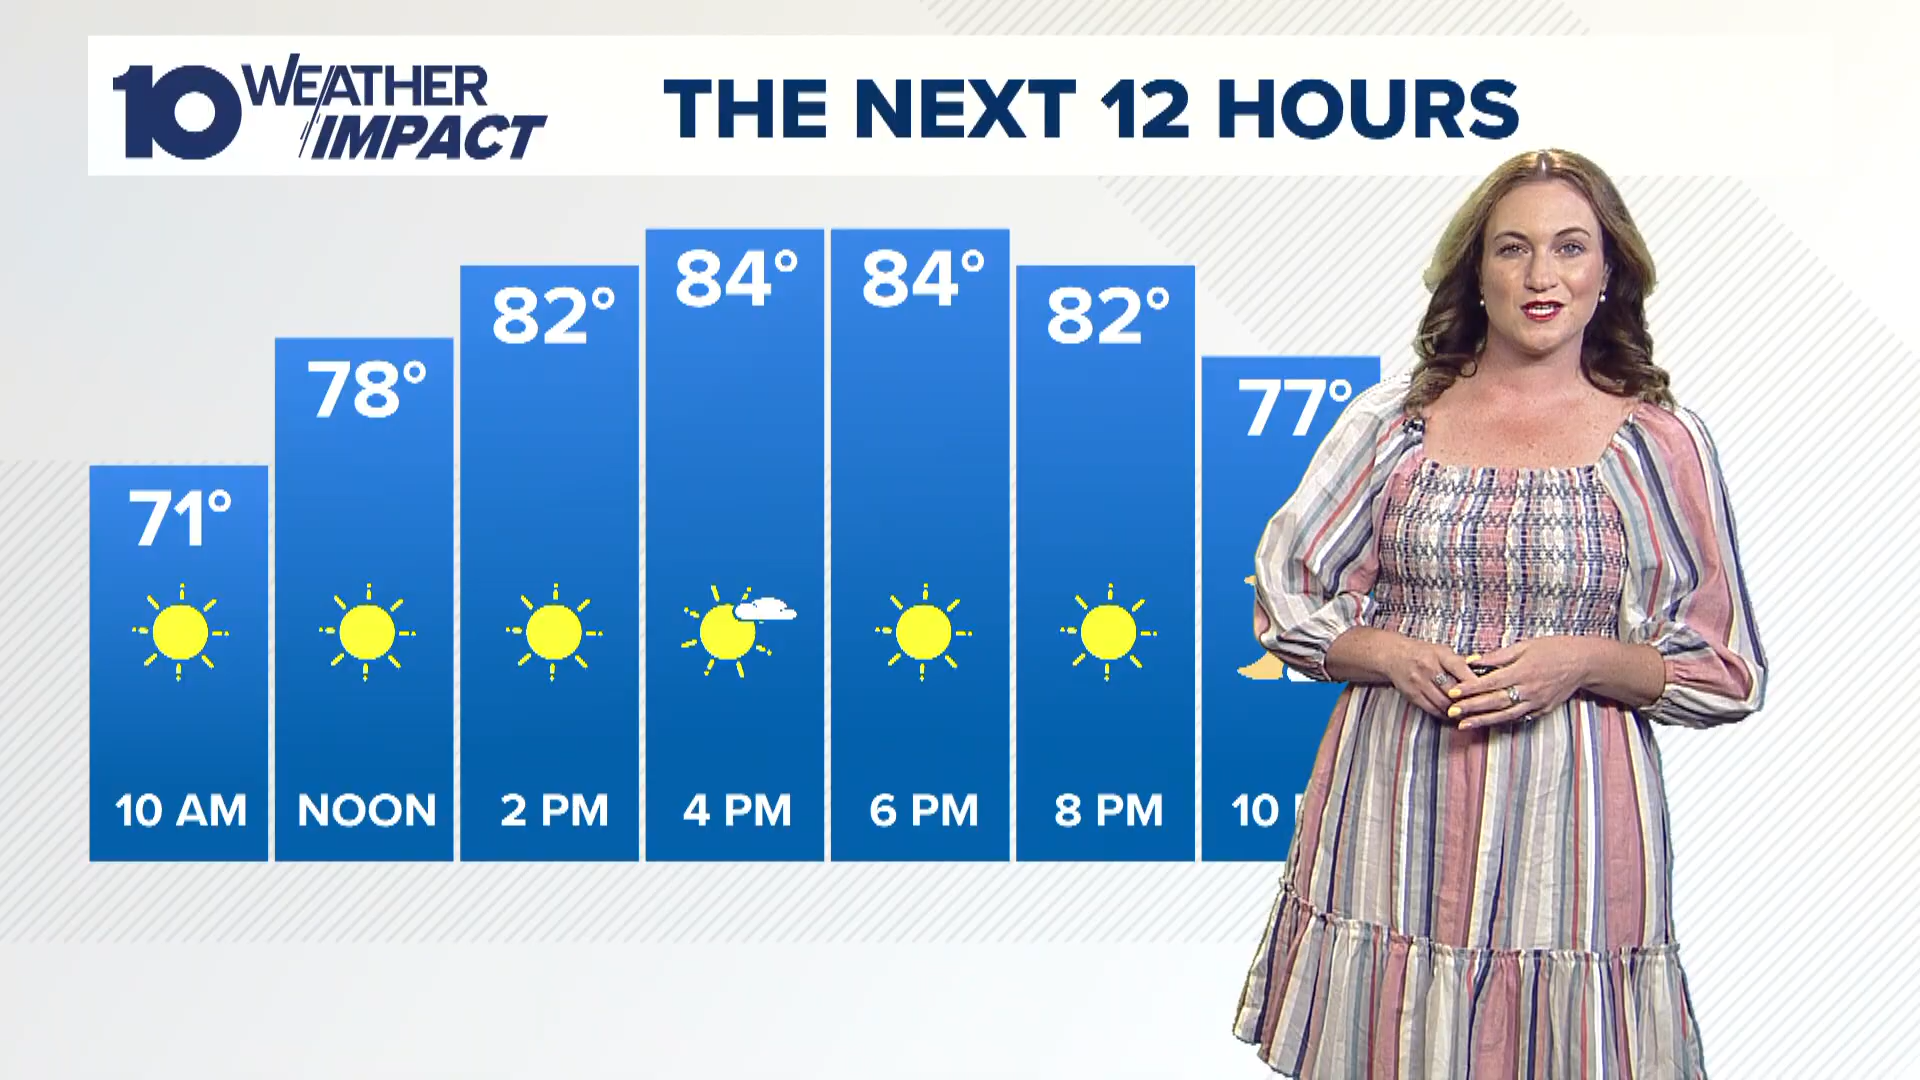 10 WEATHER IMPACT
THE NEXT 12 HOURS
71° 78° 82° 84° 84° 82° 77°
10 AM NOON 2 PM 4 PM 6 PM 8 PM 10